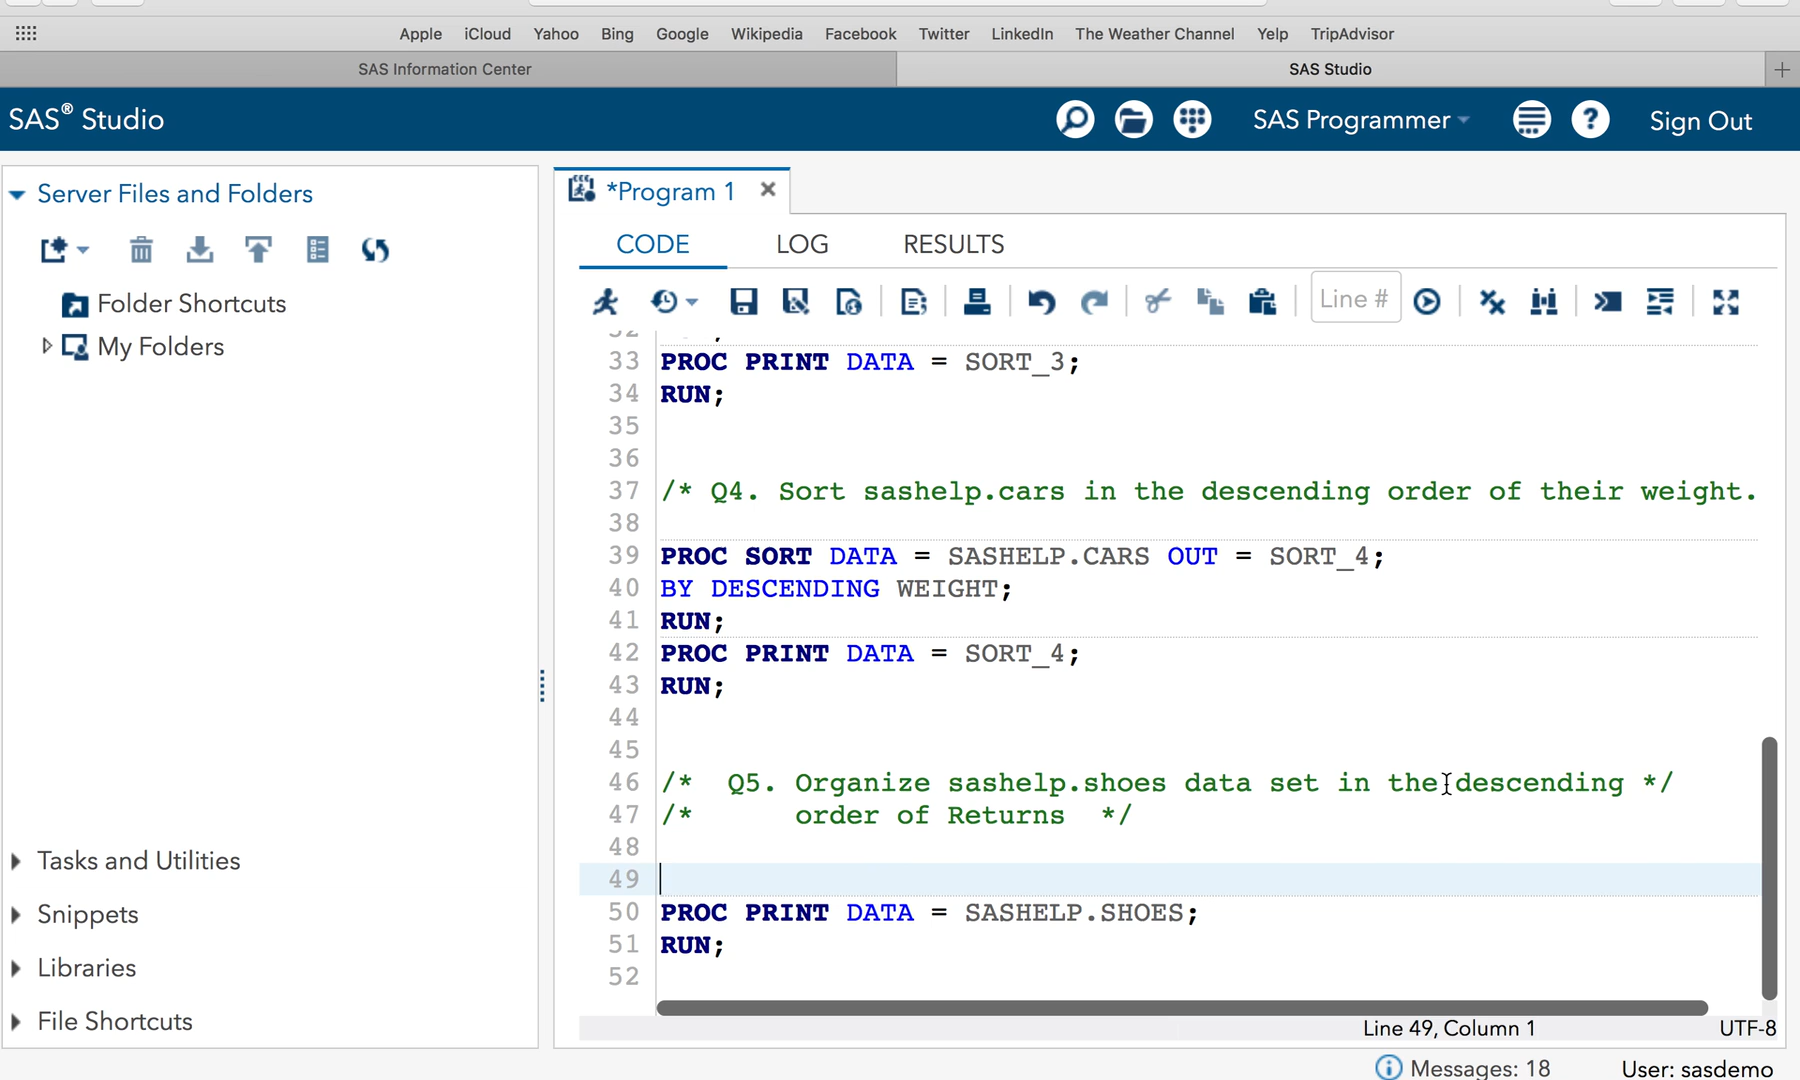 Apple iCloud Yahoo Bing Google Wikipedia Facebook Twitter LinkedIn The Weather Channel Yelp TripAdvisor
SAS Information Center
SAS Studio
SAS® Studio
SAS Programmer
Sign Out
Server Files and Folders
Folder Shortcuts
My Folders
Tasks and Utilities
Snippets
Libraries
File Shortcuts
*Program 1
CODE LOG RESULTS
Line #
33 PROC PRINT DATA = SORT_3;
34 RUN;
35
36
37 /* Q4. Sort sashelp.cars in the descending order of their weight.
38
39 PROC SORT DATA = SASHELP.CARS OUT = SORT_4;
40 BY DESCENDING WEIGHT;
41 RUN;
42 PROC PRINT DATA = SORT_4;
43 RUN;
44
45
46 /* Q5. Organize sashelp.shoes data set in the descending */
47 /* order of Returns */
48
49
50 PROC PRINT DATA = SASHELP.SHOES;
51 RUN;
52
Line 49, Column 1
UTF-8
Messages: 18
User: sasdemo